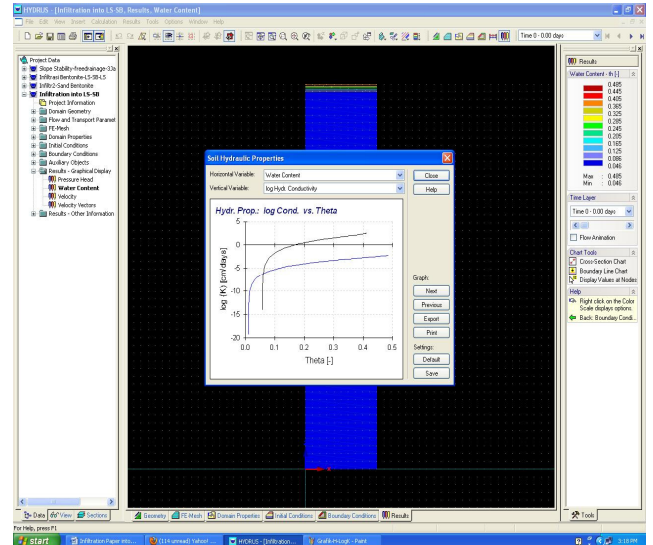 HYDRUS - [Infiltration into LS-SB, Results, Water Content]
File Edit View Insert Calculation Results Tools Options Window Help
Time 0 - 0.00 days
Project Data
Slope Stability-freedrainage-3Ja
Infiltrasi Bentonite-LS-SB-LS
Infiltr2-Sand Bentonite
Infiltration into LS-SB
Project Information
Domain Geometry
Flow and Transport Paramet
FE-Mesh
Domain Properties
Initial Conditions
Boundary Conditions
Auxiliary Objects
Results - Graphical Display
Pressure Head
Water Content
Velocity
Velocity Vectors
Results - Other Information
Soil Hydraulic Properties
Horizontal Variable: Water Content
Vertical Variable: log Hydr. Conductivity
Close
Help
Hydr. Prop.: log Cond. vs. Theta
log (K) [cm/days]
5
0
-5
-10
-15
-20
0.0 0.1 0.2 0.3 0.4 0.5
Theta [-]
Graph:
Next
Previous
Export
Print
Settings:
Default
Save
Results
Water Content - th [-]
0.485
0.445
0.405
0.365
0.325
0.285
0.245
0.205
0.165
0.125
0.086
0.046
Max : 0.485
Min : 0.046
Time Layer
Time 0 - 0.00 days
Flow Animation
Chart Tools
Cross-Section Chart
Boundary Line Chart
Display Values at Nodes
Help
Right click on the Color
Scale displays options.
Back: Boundary Condi...
Data View Sections
Geometry FE-Mesh Domain Properties Initial Conditions Boundary Conditions Results
Tools
For Help, press F1
start Infiltration Paper into... (114 unread) Yahoo! ... HYDRUS - [Infiltration... Grafik-H-LogK - Paint 3:18 PM